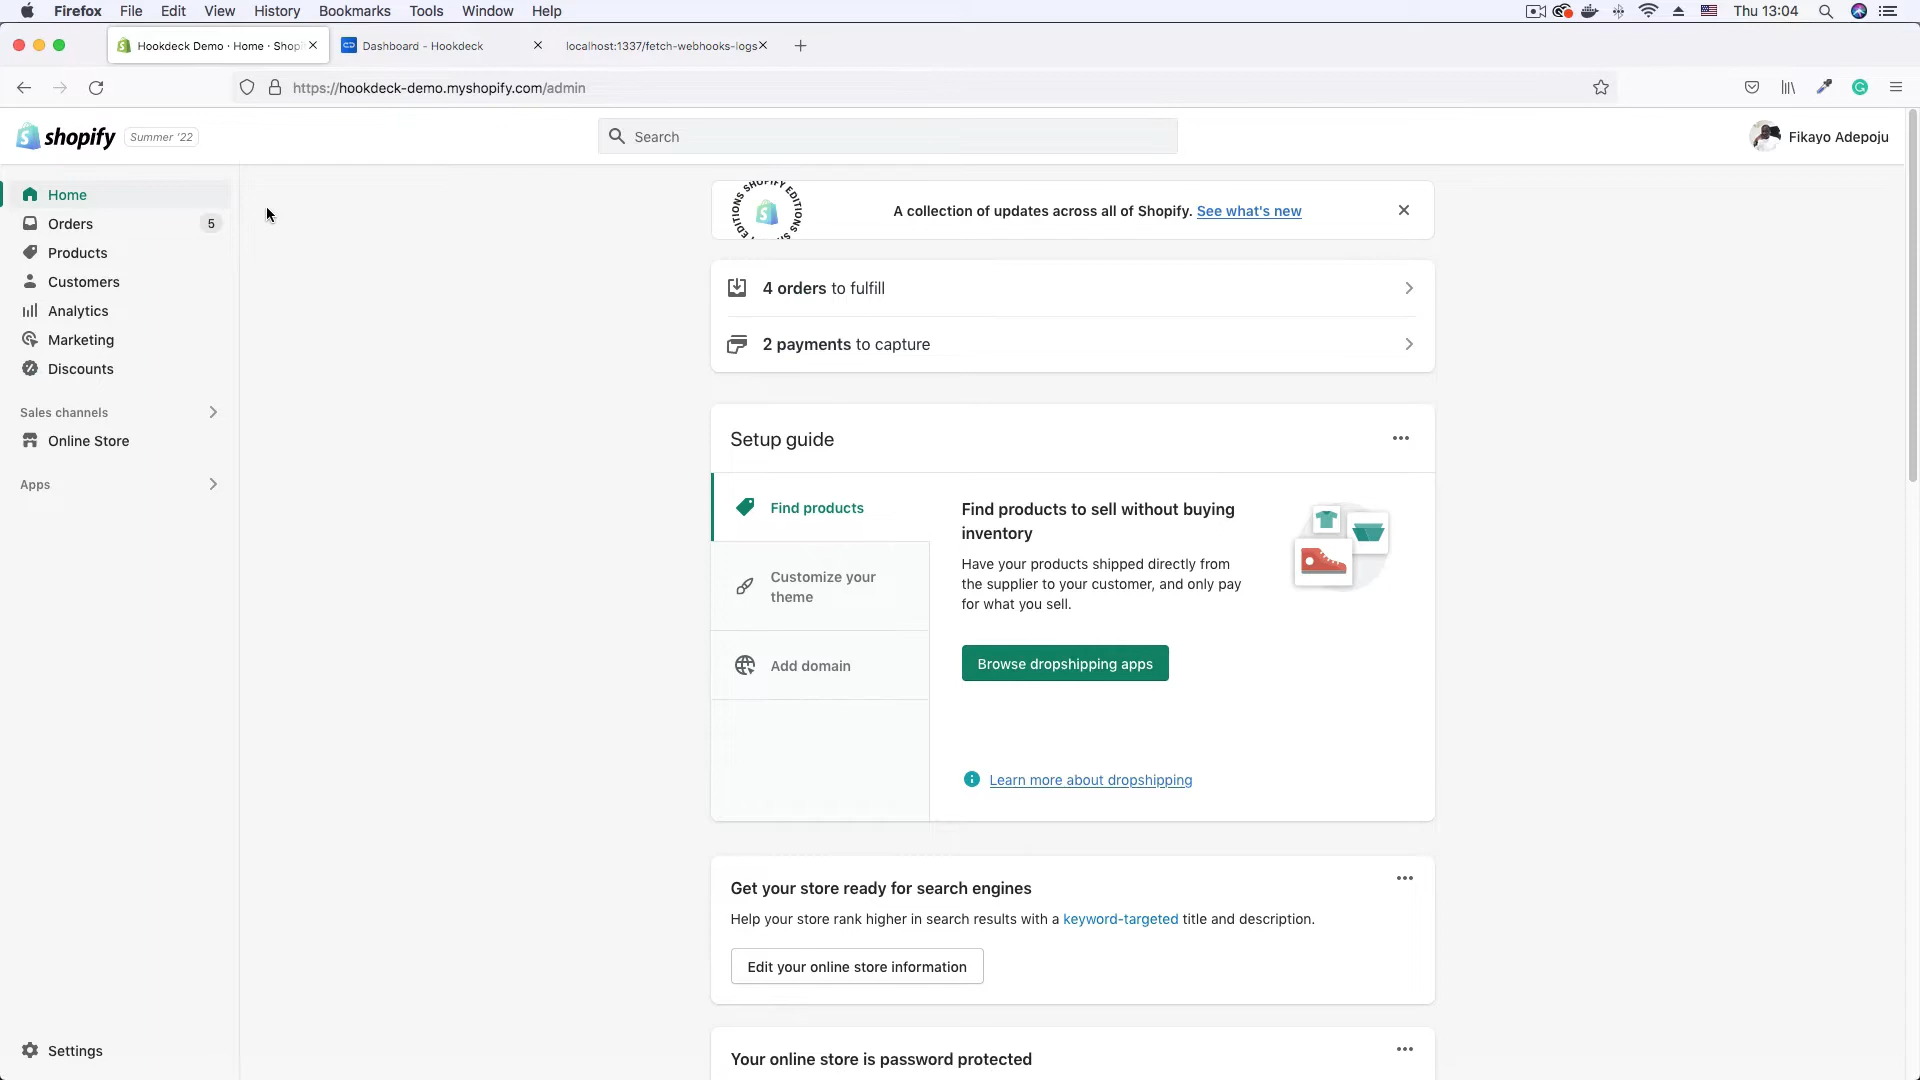 Firefox File Edit View History Bookmarks Tools Window Help Thu 13:04
Hookdeck Demo · Home · Shopi Dashboard - Hookdeck localhost:1337/fetch-webhooks-logs
https://hookdeck-demo.myshopify.com/admin
shopify Summer '22 Search Fikayo Adepoju
Home
Orders 5
Products
Customers
Analytics
Marketing
Discounts
Sales channels
Online Store
Apps
Settings
SHOPIFY EDITIONS
A collection of updates across all of Shopify. See what's new
4 orders to fulfill
2 payments to capture
Setup guide
Find products
Customize your
theme
Add domain
Find products to sell without buying
inventory
Have your products shipped directly from
the supplier to your customer, and only pay
for what you sell.
Browse dropshipping apps
Learn more about dropshipping
Get your store ready for search engines
Help your store rank higher in search results with a keyword-targeted title and description.
Edit your online store information
Your online store is password protected